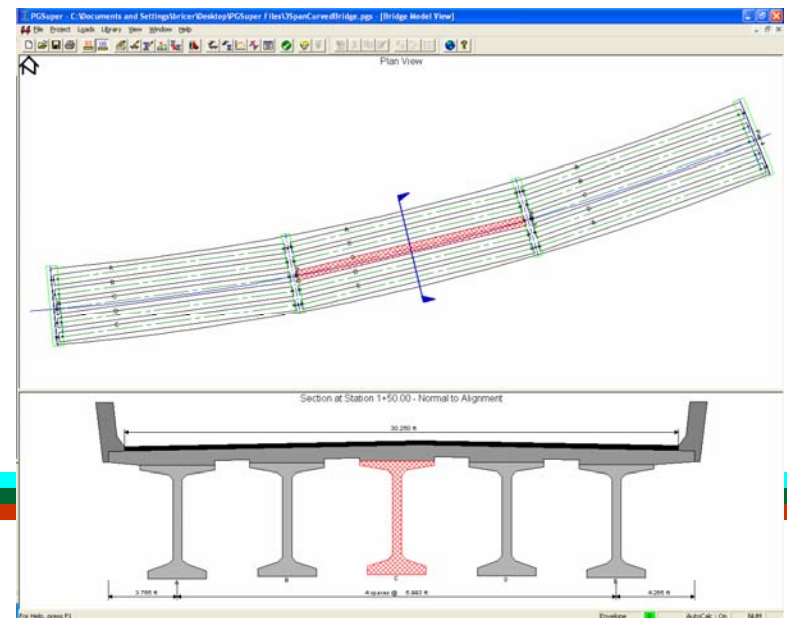 PGSuper - C:\Documents and Settings\bricer\Desktop\PGSuper Files\3SpanCurvedBridge.pgs - [Bridge Model View]
File Project Loads Library View Window Help
Plan View
A
B
C
D
A
C
D
C
A
B
C
D
Section at Station 1+50.00 - Normal to Alignment
30.250 ft
A
B
C
D
E
3.765 ft
4 spaces @ 5.993 ft
4.265 ft
For Help, press F1
Envelope
AutoCalc: On
NUM